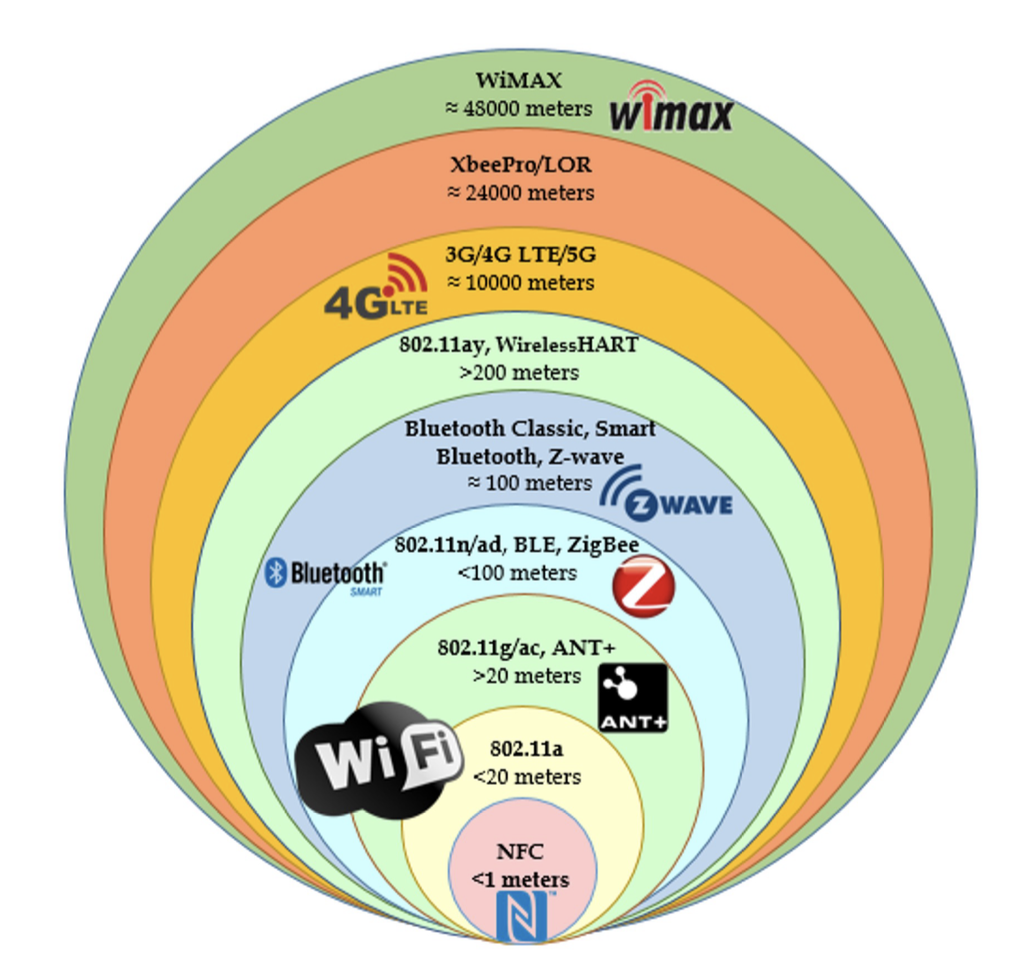 WiMAX
≈ 48000 meters
wimax
XbeePro/LOR
≈ 24000 meters
3G/4G LTE/5G
≈ 10000 meters
4G LTE
802.11ay, WirelessHART
>200 meters
Bluetooth Classic, Smart
Bluetooth, Z-wave
≈ 100 meters
Z WAVE
802.11n/ad, BLE, ZigBee
<100 meters
Bluetooth®
SMART
Z
802.11g/ac, ANT+
>20 meters
ANT+
WiFi
802.11a
<20 meters
NFC
<1 meters
N™